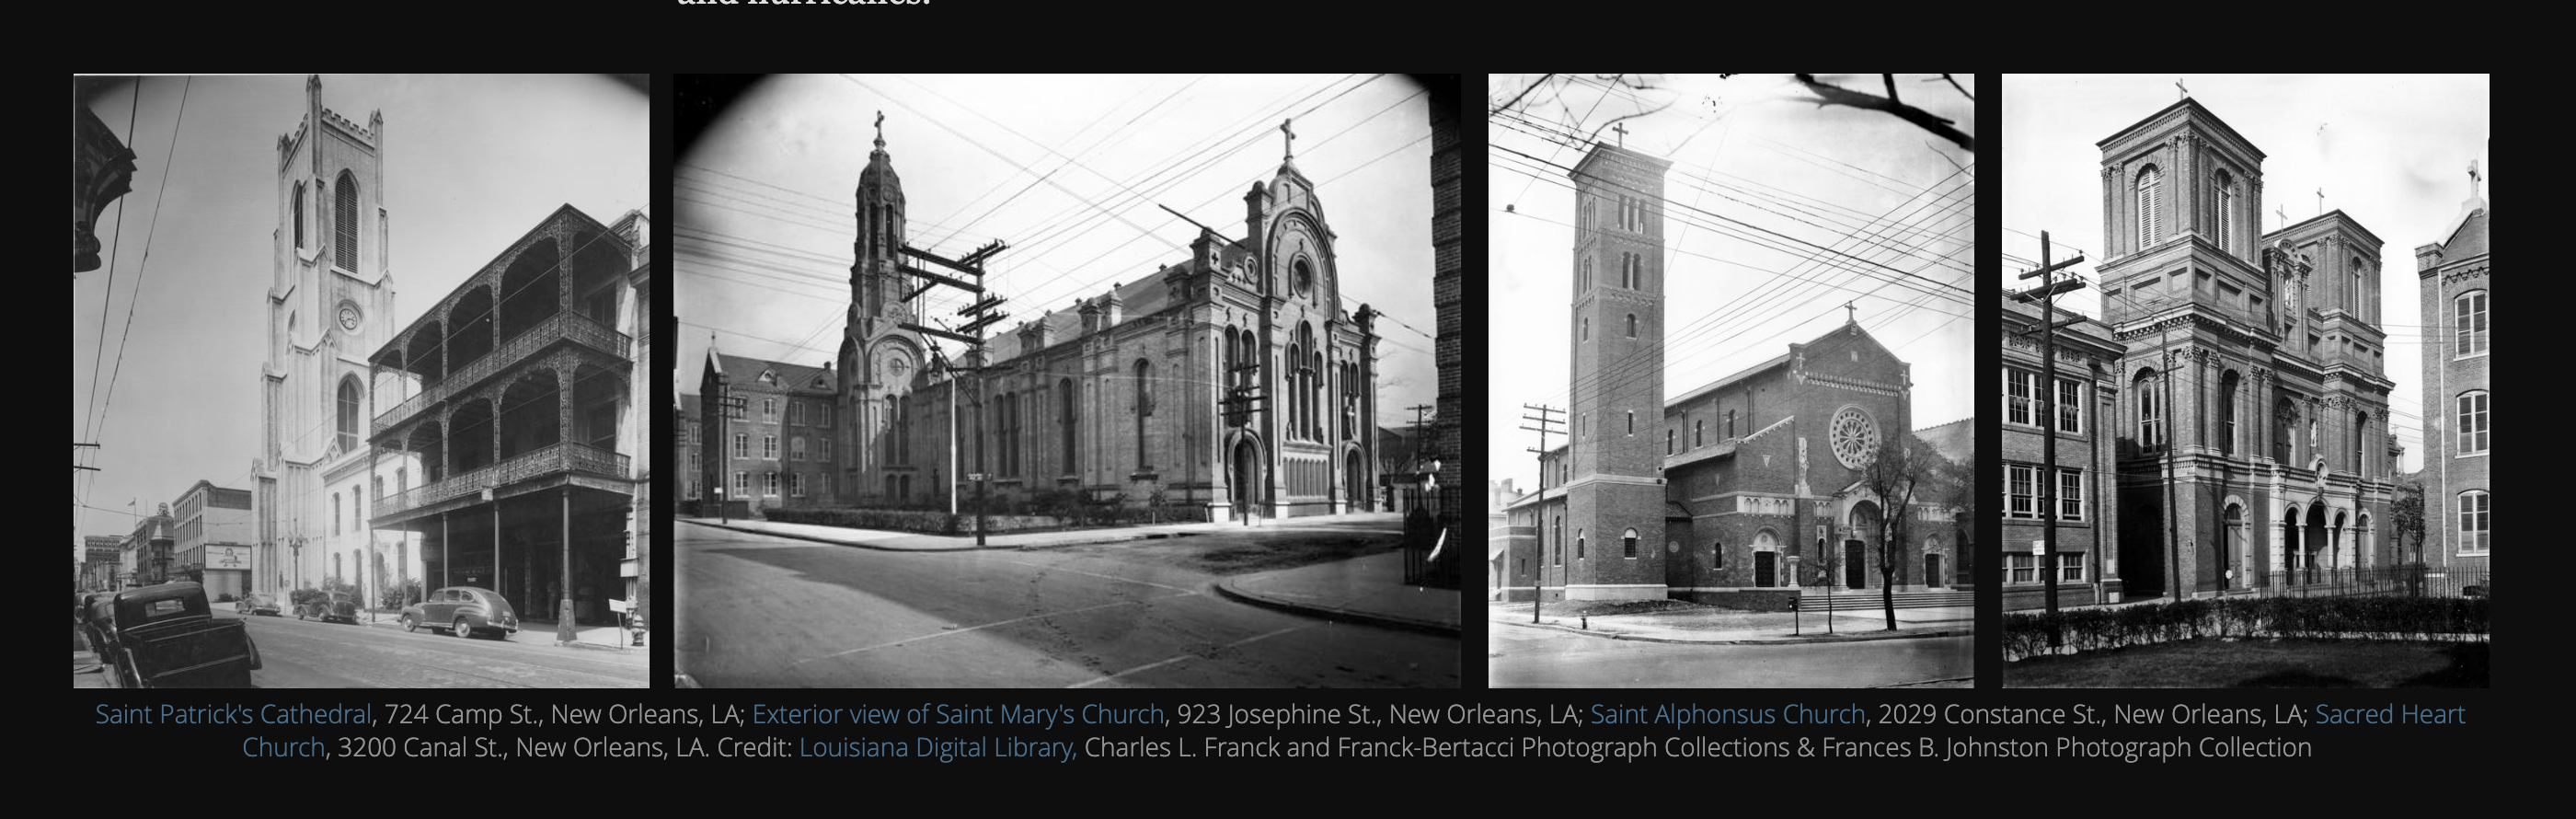 and hurricanes.
Saint Patrick's Cathedral, 724 Camp St., New Orleans, LA; Exterior view of Saint Mary's Church, 923 Josephine St., New Orleans, LA; Saint Alphonsus Church, 2029 Constance St., New Orleans, LA; Sacred Heart
Church, 3200 Canal St., New Orleans, LA. Credit: Louisiana Digital Library, Charles L. Franck and Franck-Bertacci Photograph Collections & Frances B. Johnston Photograph Collection